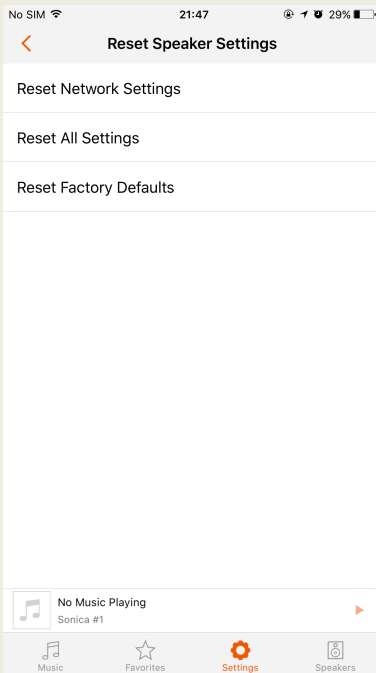 No SIM 21:47 29%
Reset Speaker Settings
Reset Network Settings
Reset All Settings
Reset Factory Defaults
No Music Playing
Sonica #1
Music Favorites Settings Speakers